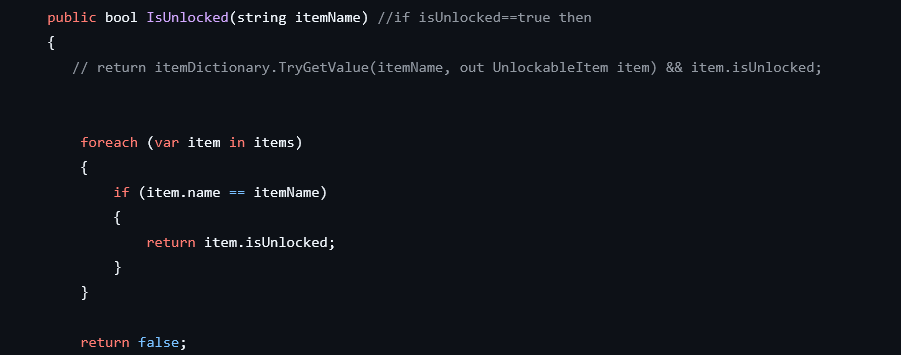 public bool IsUnlocked(string itemName) //if isUnlocked==true then
{
// return itemDictionary.TryGetValue(itemName, out UnlockableItem item) && item.isUnlocked;
foreach (var item in items)
{
if (item.name == itemName)
{
return item.isUnlocked;
}
}
return false;